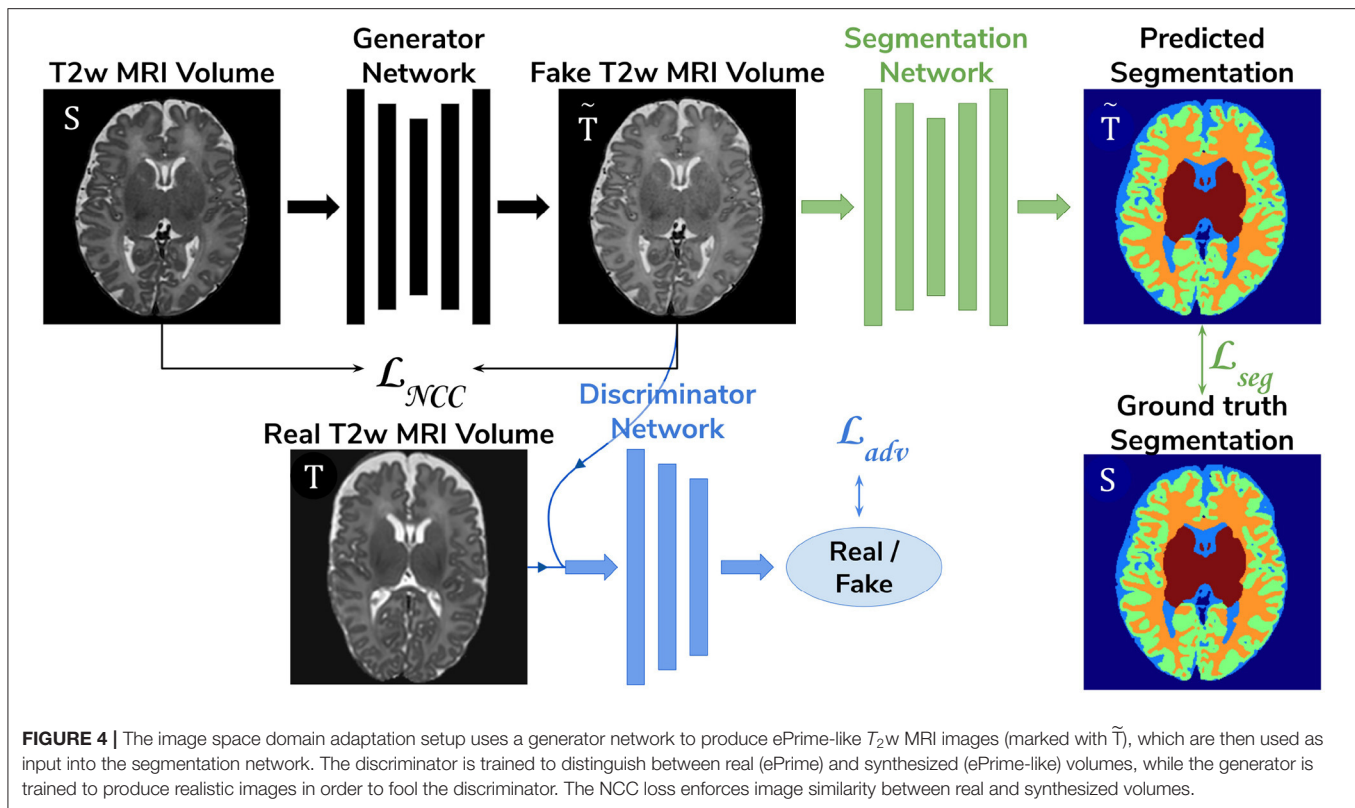 Generator
Network
T2w MRI Volume
Fake T2w MRI Volume
Segmentation
Network
Predicted
Segmentation
S
T̃
T̃
ℒ_NCC
ℒ_seg
Discriminator
Network
Real T2w MRI Volume
T
ℒ_adv
Real /
Fake
Ground truth
Segmentation
S
FIGURE 4 | The image space domain adaptation setup uses a generator network to produce ePrime-like T₂w MRI images (marked with T̃), which are then used as
input into the segmentation network. The discriminator is trained to distinguish between real (ePrime) and synthesized (ePrime-like) volumes, while the generator is
trained to produce realistic images in order to fool the discriminator. The NCC loss enforces image similarity between real and synthesized volumes.